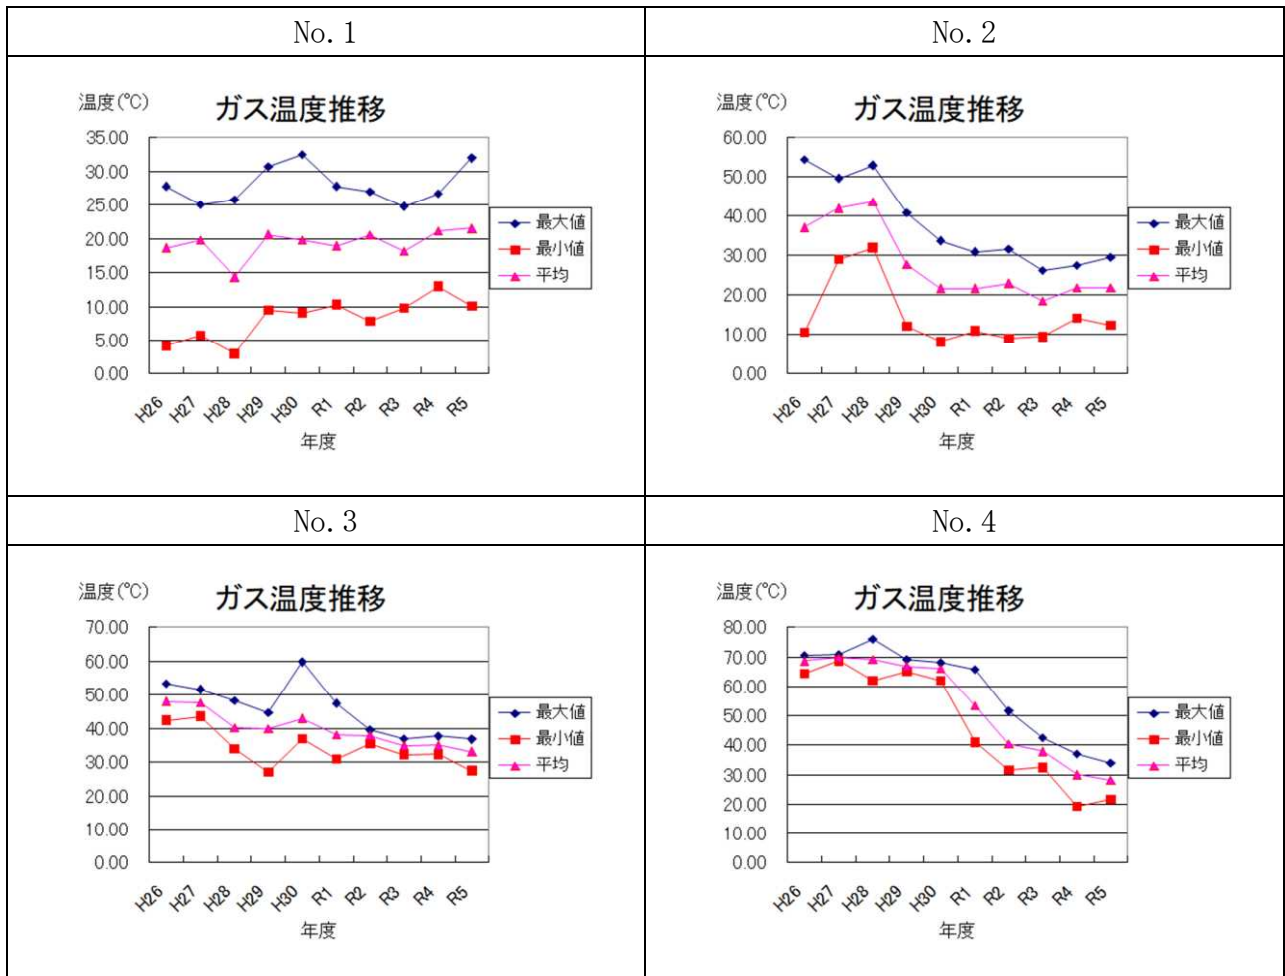 No.1
No.2
温度(℃)
ガス温度推移
35.00
30.00
25.00
20.00
15.00
10.00
5.00
0.00
H26 H27 H28 H29 H30 R1 R2 R3 R4 R5
年度
最大値
最小値
平均
温度(℃)
ガス温度推移
60.00
50.00
40.00
30.00
20.00
10.00
0.00
H26 H27 H28 H29 H30 R1 R2 R3 R4 R5
年度
最大値
最小値
平均
No.3
No.4
温度(℃)
ガス温度推移
70.00
60.00
50.00
40.00
30.00
20.00
10.00
0.00
H26 H27 H28 H29 H30 R1 R2 R3 R4 R5
年度
最大値
最小値
平均
温度(℃)
ガス温度推移
80.00
70.00
60.00
50.00
40.00
30.00
20.00
10.00
0.00
H26 H27 H28 H29 H30 R1 R2 R3 R4 R5
年度
最大値
最小値
平均